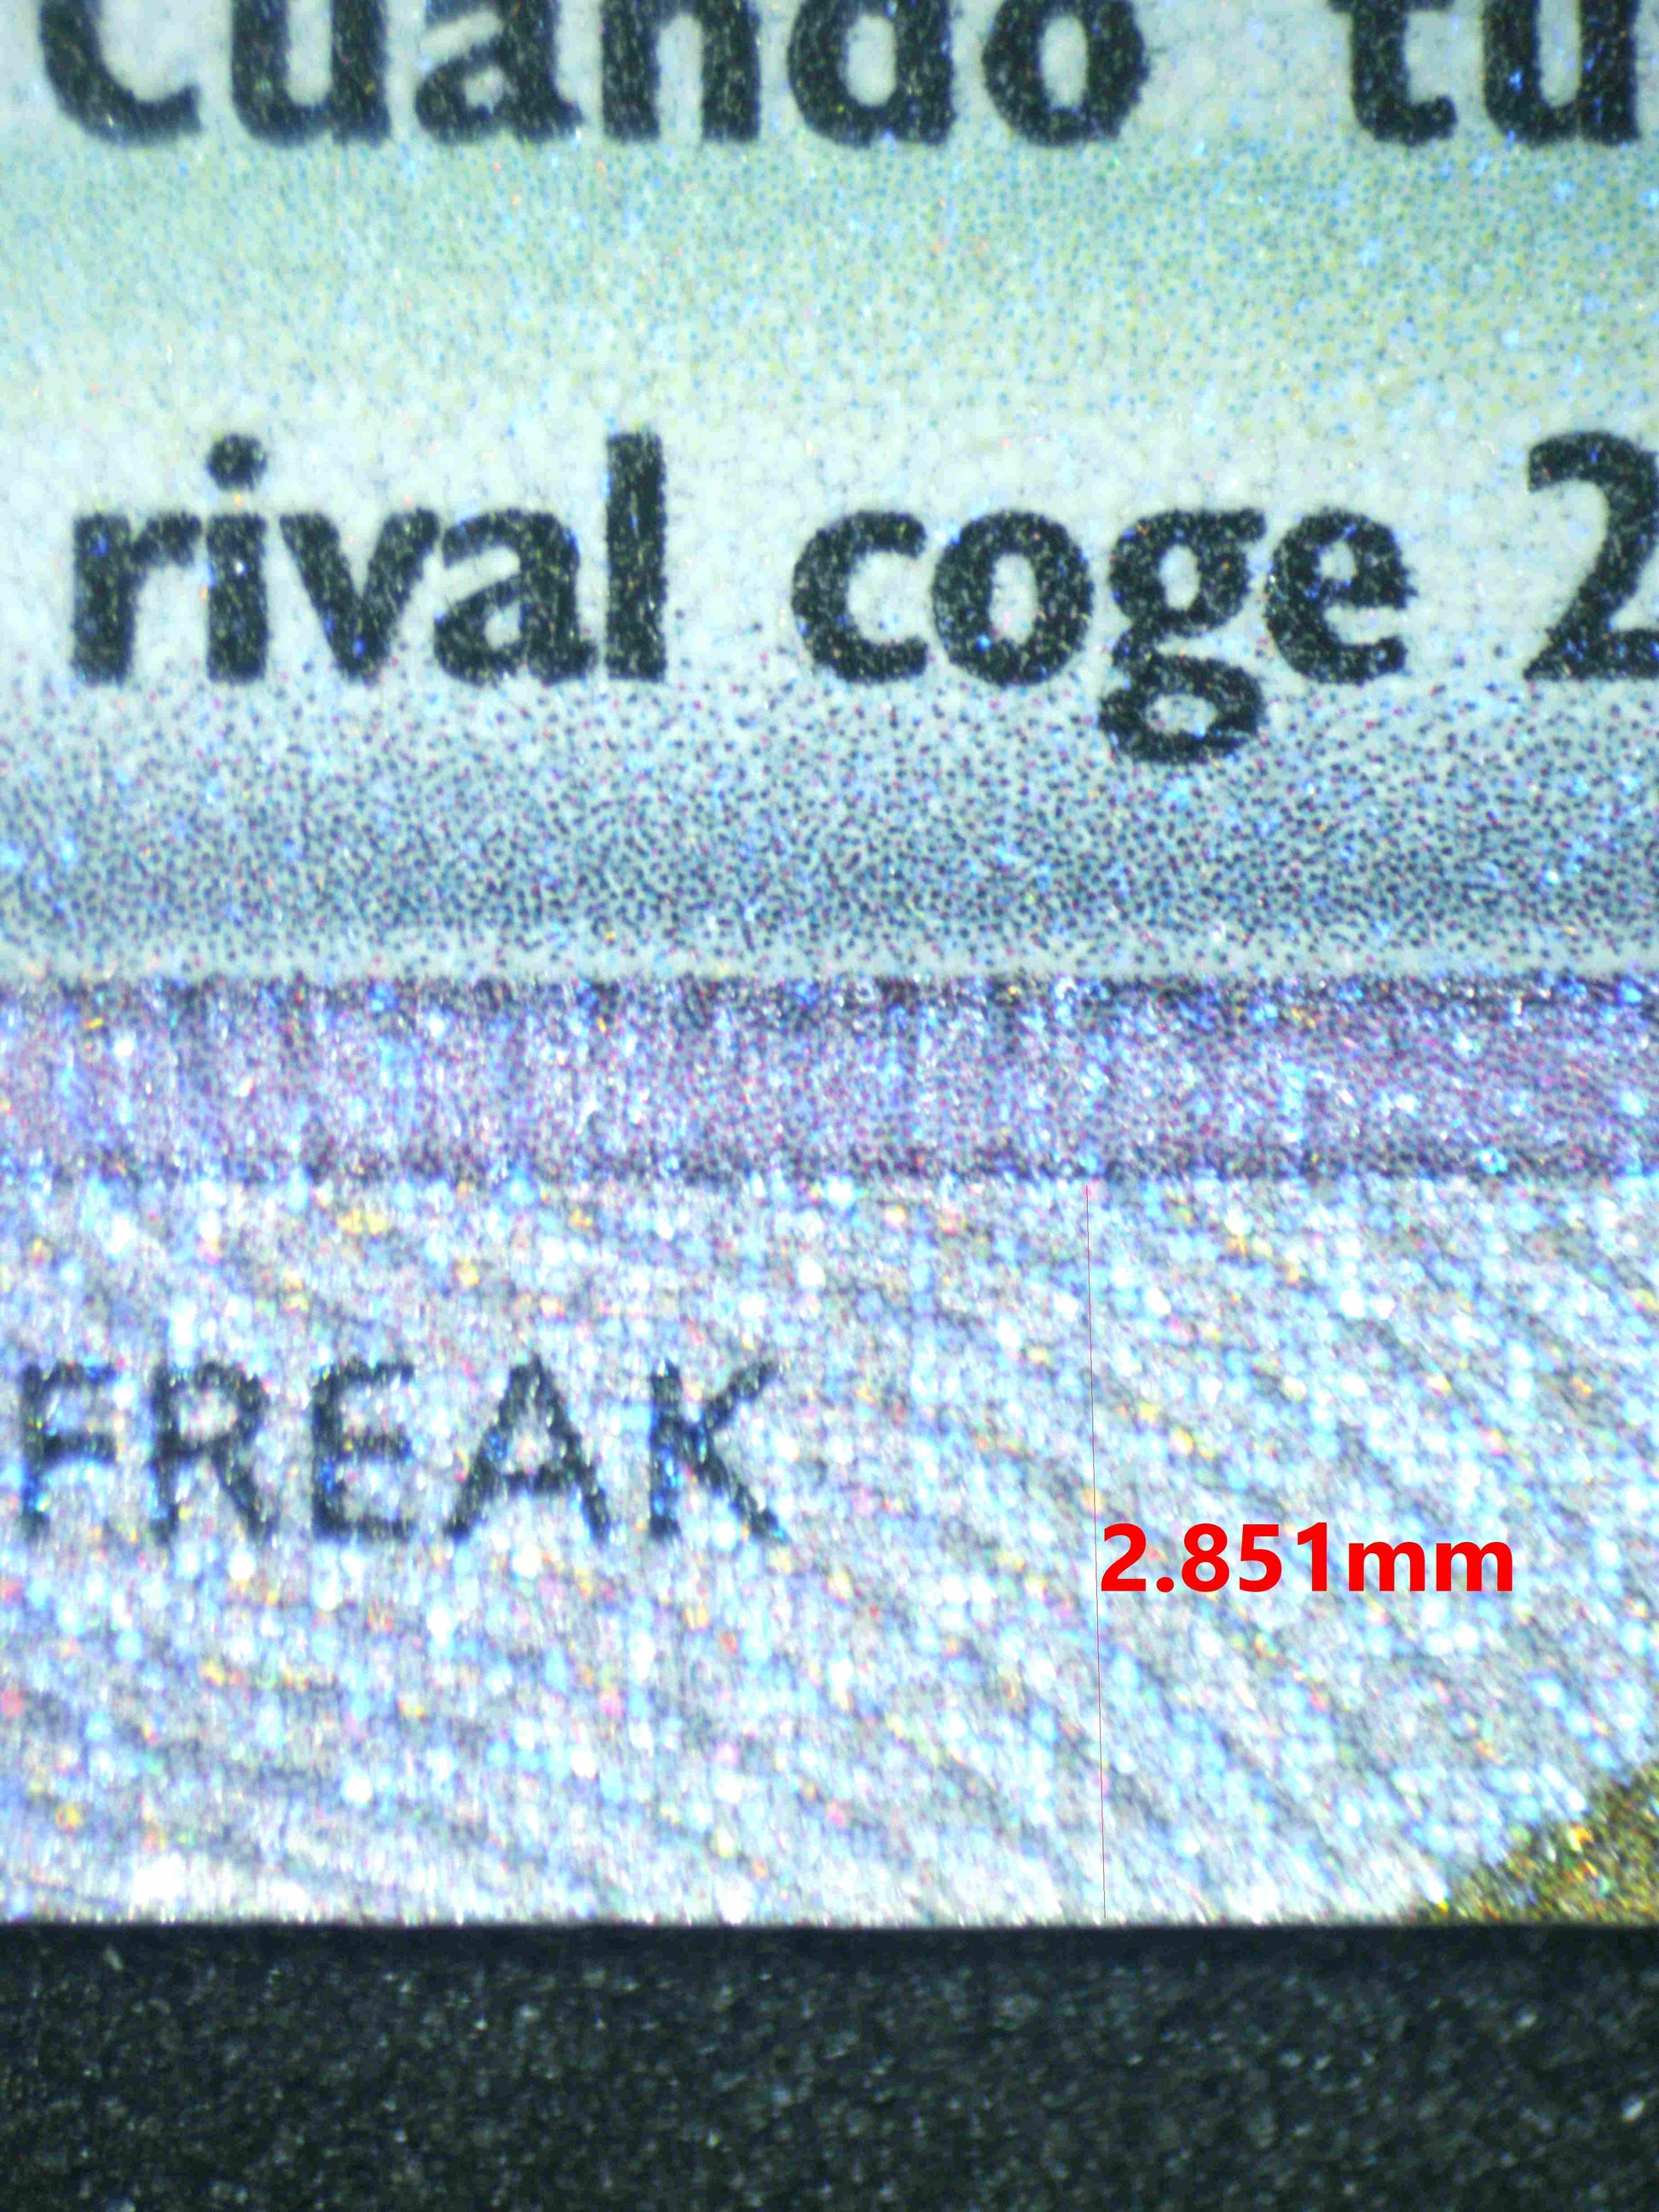 Cuando tu
rival coge 2
FREAK
2.851mm